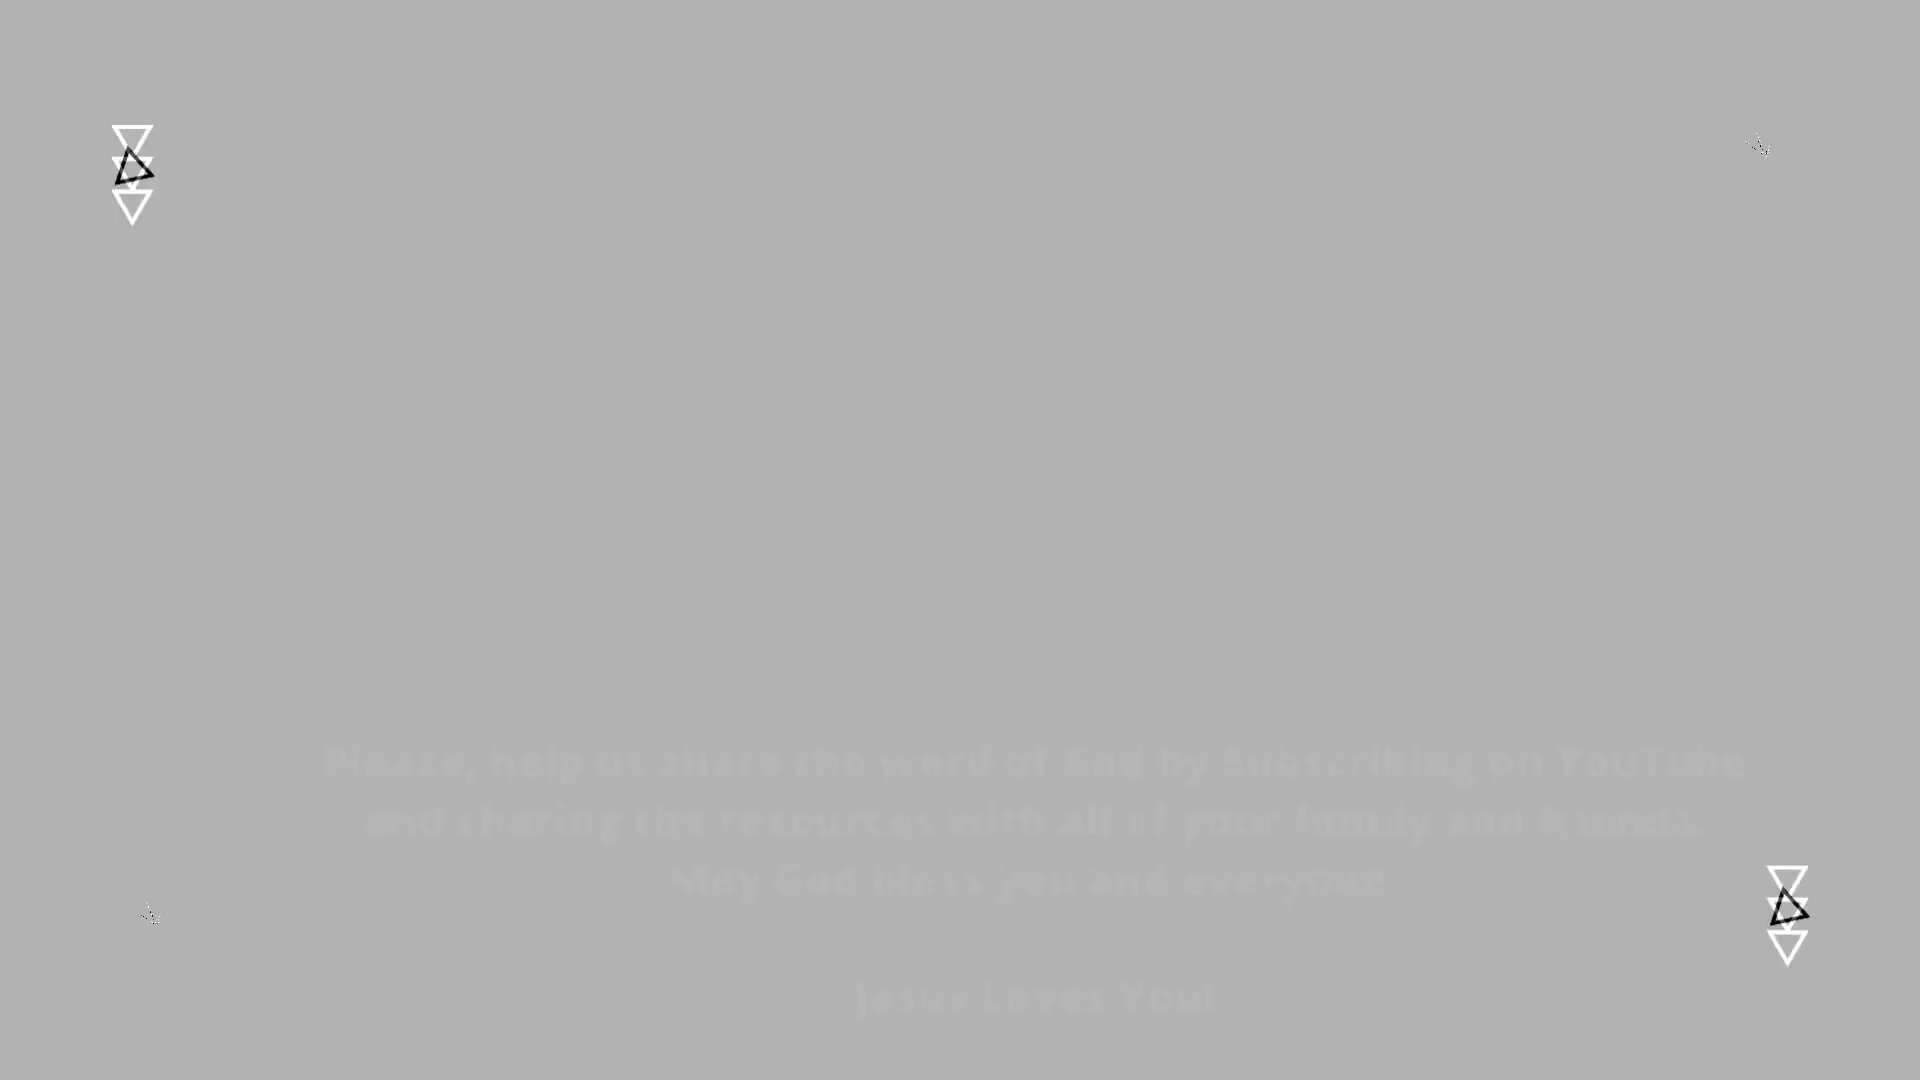 Please, help us share the word of God by Subscribing on YouTube
and sharing the resources with all of your family and friends.
May God bless you and everyone
Jesus Loves You!